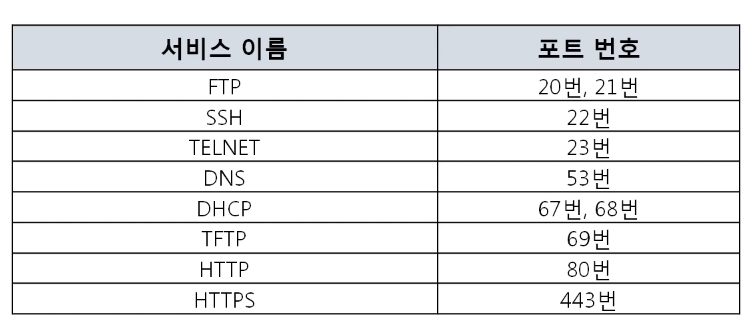 서비스 이름 포트 번호
FTP 20번, 21번
SSH 22번
TELNET 23번
DNS 53번
DHCP 67번, 68번
TFTP 69번
HTTP 80번
HTTPS 443번